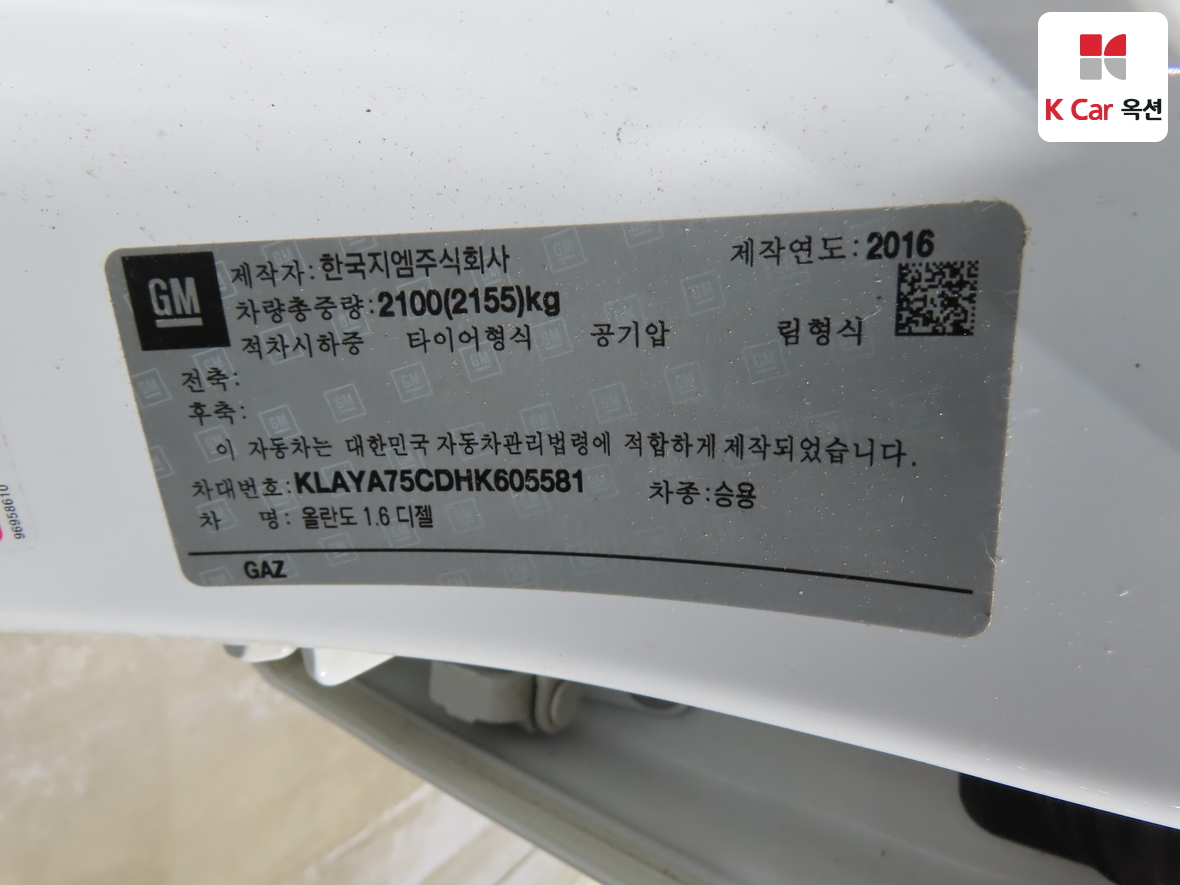 K Car 옥션
GM 제작자: 한국지엠주식회사 제작연도: 2016
차량총중량: 2100(2155)kg
적차시하중 타이어형식 공기압 림형식
전축:
후축:
이 자동차는 대한민국 자동차관리법령에 적합하게 제작되었습니다.
차대번호: KLAYA75CDHK605581 차종: 승용
차 명: 올란도 1.6 디젤
GAZ
96958610